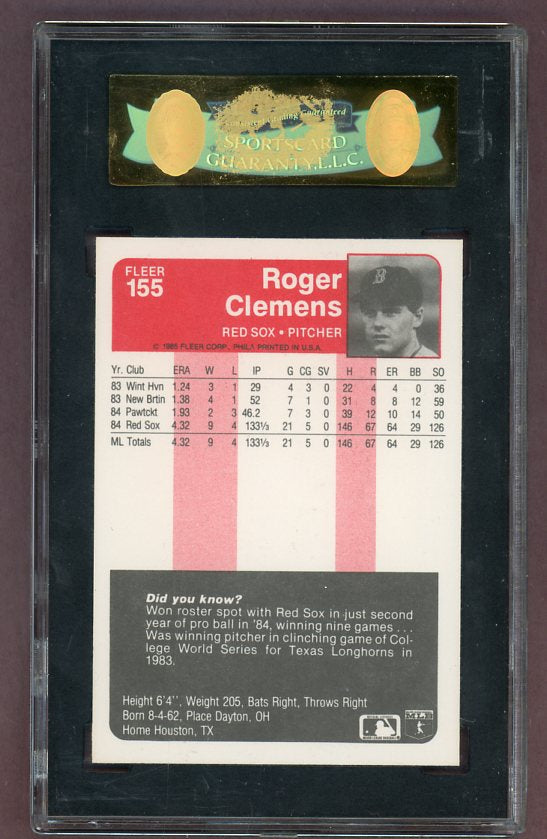 Grading Guaranteed
SPORTSCARD
GUARANTY, L.L.C.
FLEER
155
Roger
Clemens
RED SOX • PITCHER
© 1985 FLEER CORP., PHILA. PRINTED IN U.S.A.
B
Yr. Club ERA W L IP G CG SV H R ER BB SO
83 Wint Hvn 1.24 3 1 29 4 3 0 22 4 4 0 36
83 New Brtin 1.38 4 1 52 7 1 0 31 8 8 12 59
84 Pawtckt 1.93 2 3 46.2 7 3 0 39 12 10 14 50
84 Red Sox 4.32 9 4 133⅓ 21 5 0 146 67 64 29 126
ML Totals 4.32 9 4 133⅓ 21 5 0 146 67 64 29 126
Did you know?
Won roster spot with Red Sox in just second
year of pro ball in '84, winning nine games . . .
Was winning pitcher in clinching game of Col-
lege World Series for Texas Longhorns in
1983.
Height 6'4'', Weight 205, Bats Right, Throws Right
Born 8-4-62, Place Dayton, OH
Home Houston, TX